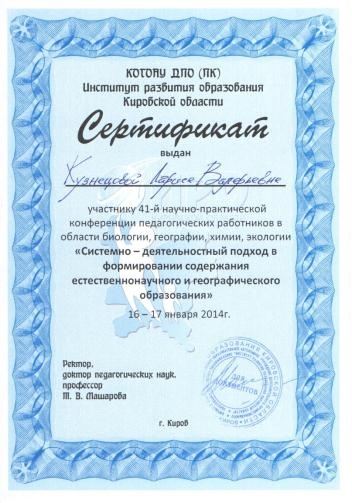 КОГОАУ ДПО (ПК)
Институт развития образования
Кировской области
Сертификат
выдан
Кузнецовой Ларисе Валерьевне
участнику 41-й научно-практической
конференции педагогических работников в
области биологии, географии, химии, экологии
«Системно – деятельностный подход в
формировании содержания
естественнонаучного и географического
образования»
16 – 17 января 2014г.
Ректор,
доктор педагогических наук,
профессор
Т. В. Машарова
ДЛЯ
ДОКУМЕНТОВ
г. Киров